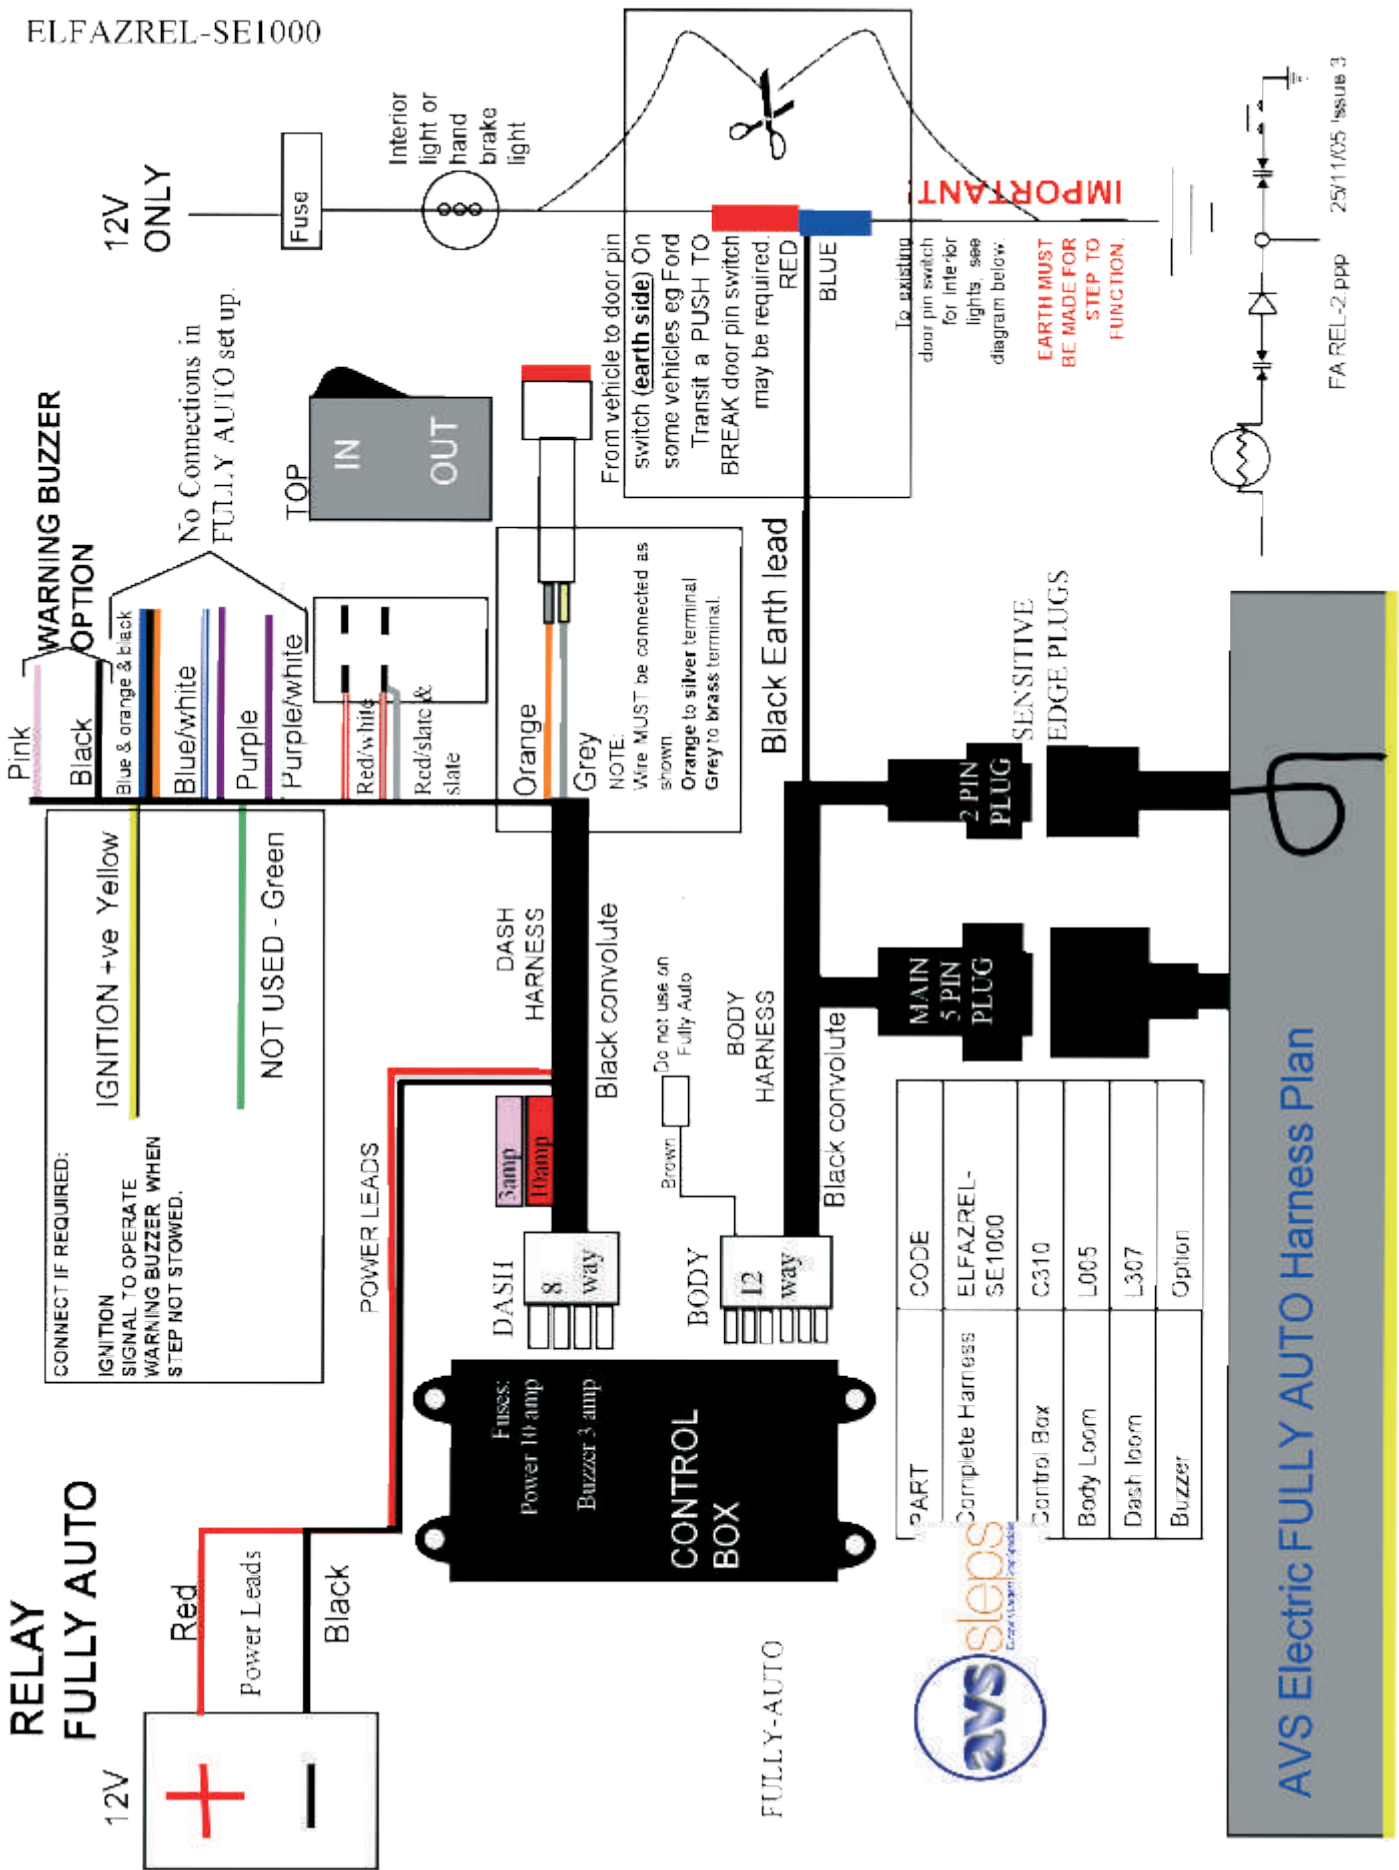 ELFAZREL-SE1000
RELAY
FULLY AUTO
12V
Red
Power Leads
Black
POWER LEADS
CONNECT IF REQUIRED:
IGNITION
SIGNAL TO OPERATE
WARNING BUZZER WHEN
STEP NOT STOWED.
IGNITION +ve Yellow
NOT USED - Green
Pink
Black
WARNING BUZZER
OPTION
Blue & orange & black
Blue/white
Purple
Purple/white
No Connections in
FULLY AUTO set up.
Red/white
Red/slate &
slate
TOP
IN
OUT
12V
ONLY
Fuse
Interior
light or
hand
brake
light
Orange
Grey
NOTE:
Wire MUST be connected as
shown.
Orange to silver terminal
Grey to brass terminal.
From vehicle to door pin
switch (earth side) On
some vehicles eg Ford
Transit a PUSH TO
BREAK door pin switch
may be required.
RED
BLUE
IMPORTANT!
To existing
door pin switch
for interior
lights, see
diagram below.
EARTH MUST
BE MADE FOR
STEP TO
FUNCTION.
DASH
HARNESS
Black convolute
3amp
10amp
DASH
8
way
Fuses:
Power 10 amp
Buzzer 3 amp
CONTROL
BOX
BODY
12
way
Brown
Do not use on
Fully Auto
BODY
HARNESS
Black convolute
Black Earth lead
MAIN
5 PIN
PLUG
2 PIN
PLUG
SENSITIVE
EDGE PLUGS
FULLY-AUTO
avs steps
PART CODE
Complete Harness ELFAZREL-
SE1000
Control Box C310
Body Loom L005
Dash loom L307
Buzzer Option
FA REL-2.ppp 25/11/05 Issue 3
AVS Electric FULLY AUTO Harness Plan